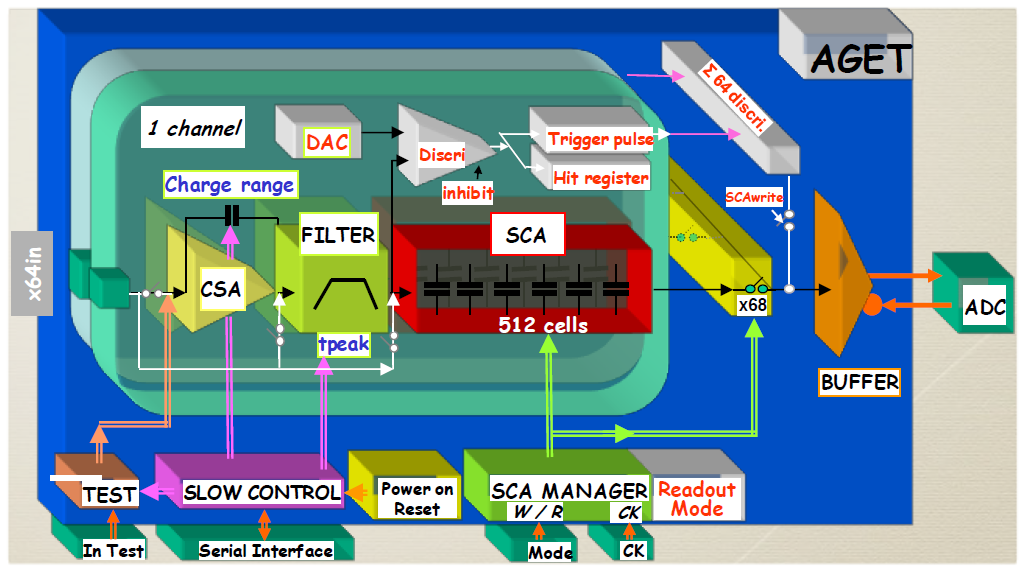 AGET
Σ 64 discri.
1 channel
DAC
Discri
Trigger pulse
Hit register
inhibit
Charge range
SCAwrite
FILTER
SCA
x64in
CSA
x68
ADC
512 cells
tpeak
BUFFER
TEST
SLOW CONTROL
Power on
Reset
SCA MANAGER
W / R
CK
Readout
Mode
In Test
Serial Interface
Mode
CK